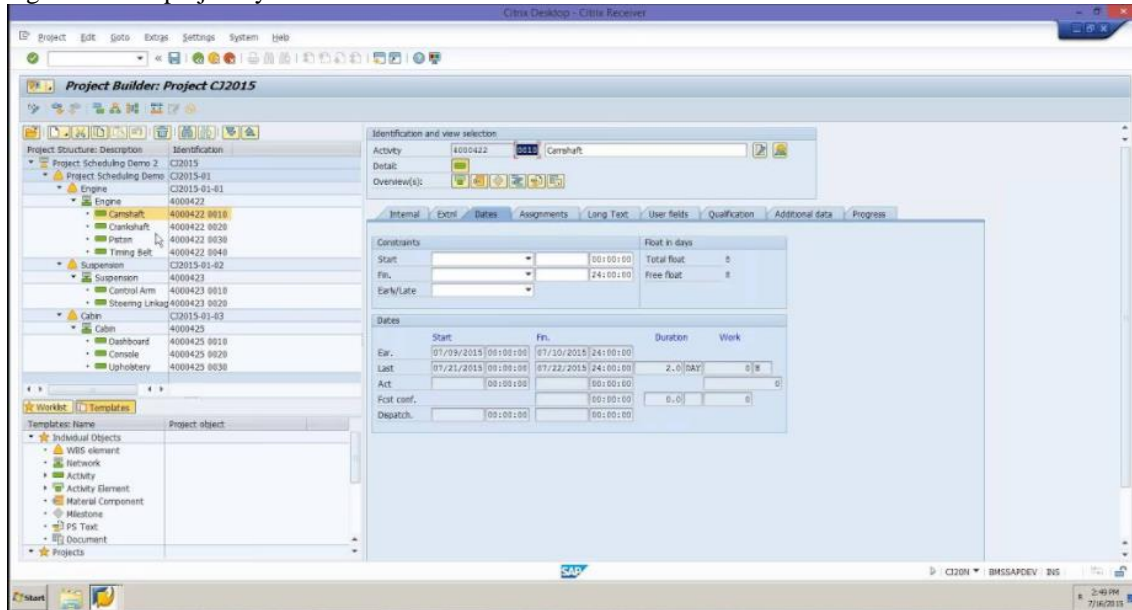 Citrix Desktop - Citrix Receiver
Project Edit Goto Extras Settings System Help
Project Builder: Project CJ2015
Project Structure: Description Identification
Project Scheduling Demo 2 CJ2015
Project Scheduling Demo CJ2015-01
Engine CJ2015-01-01
Engine 4000422
Camshaft 4000422 0010
Crankshaft 4000422 0020
Piston 4000422 0030
Timing Belt 4000422 0040
Suspension CJ2015-01-02
Suspension 4000423
Control Arm 4000423 0010
Steering Linkag 4000423 0020
Cabin CJ2015-01-03
Cabin 4000425
Dashboard 4000425 0010
Console 4000425 0020
Upholstery 4000425 0030
Worklist Templates
Templates: Name Project object
Individual Objects
WBS element
Network
Activity
Activity Element
Material Component
Milestone
PS Text
Document
Projects
Identification and view selection
Activity 4000422 0010 Camshaft
Detail:
Overview(s):
Internal Extnl Dates Assignments Long Text User fields Qualification Additional data Progress
Constraints Float in days
Start 00:00:00 Total float 8
Fin. 24:00:00 Free float 8
Early/Late
Dates
Start Fin. Duration Work
Ear. 07/09/2015 00:00:00 07/10/2015 24:00:00
Last 07/21/2015 00:00:00 07/22/2015 24:00:00 2.0 DAY 0 H
Act 00:00:00 00:00:00 0
Fcst conf. 00:00:00 0.0 0
Despatch. 00:00:00 00:00:00
SAP
CJ20N BMSSAPDEV INS
Start
2:49 PM
7/16/2015